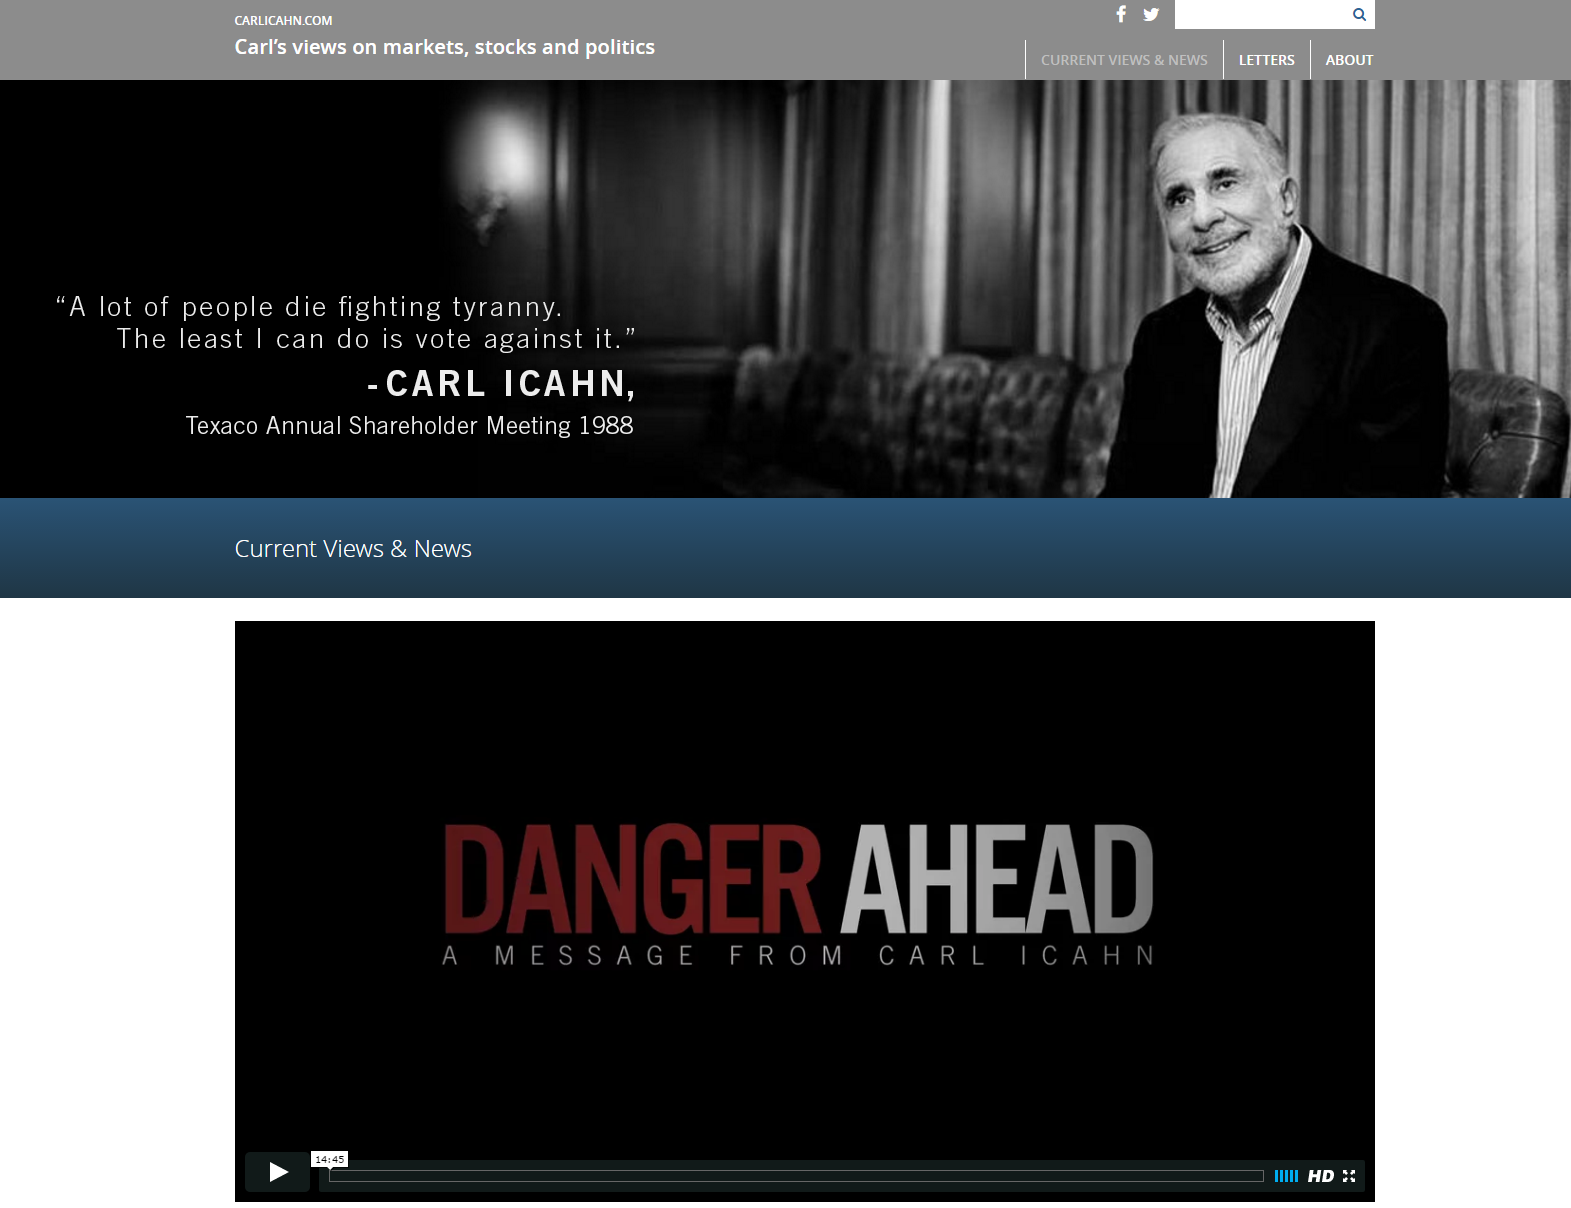 CARLICAHN.COM
Carl's views on markets, stocks and politics
CURRENT VIEWS & NEWS
LETTERS
ABOUT
“A lot of people die fighting tyranny.
The least I can do is vote against it.”
-CARL ICAHN,
Texaco Annual Shareholder Meeting 1988
Current Views & News
DANGER AHEAD
A MESSAGE FROM CARL ICAHN
14:45
HD